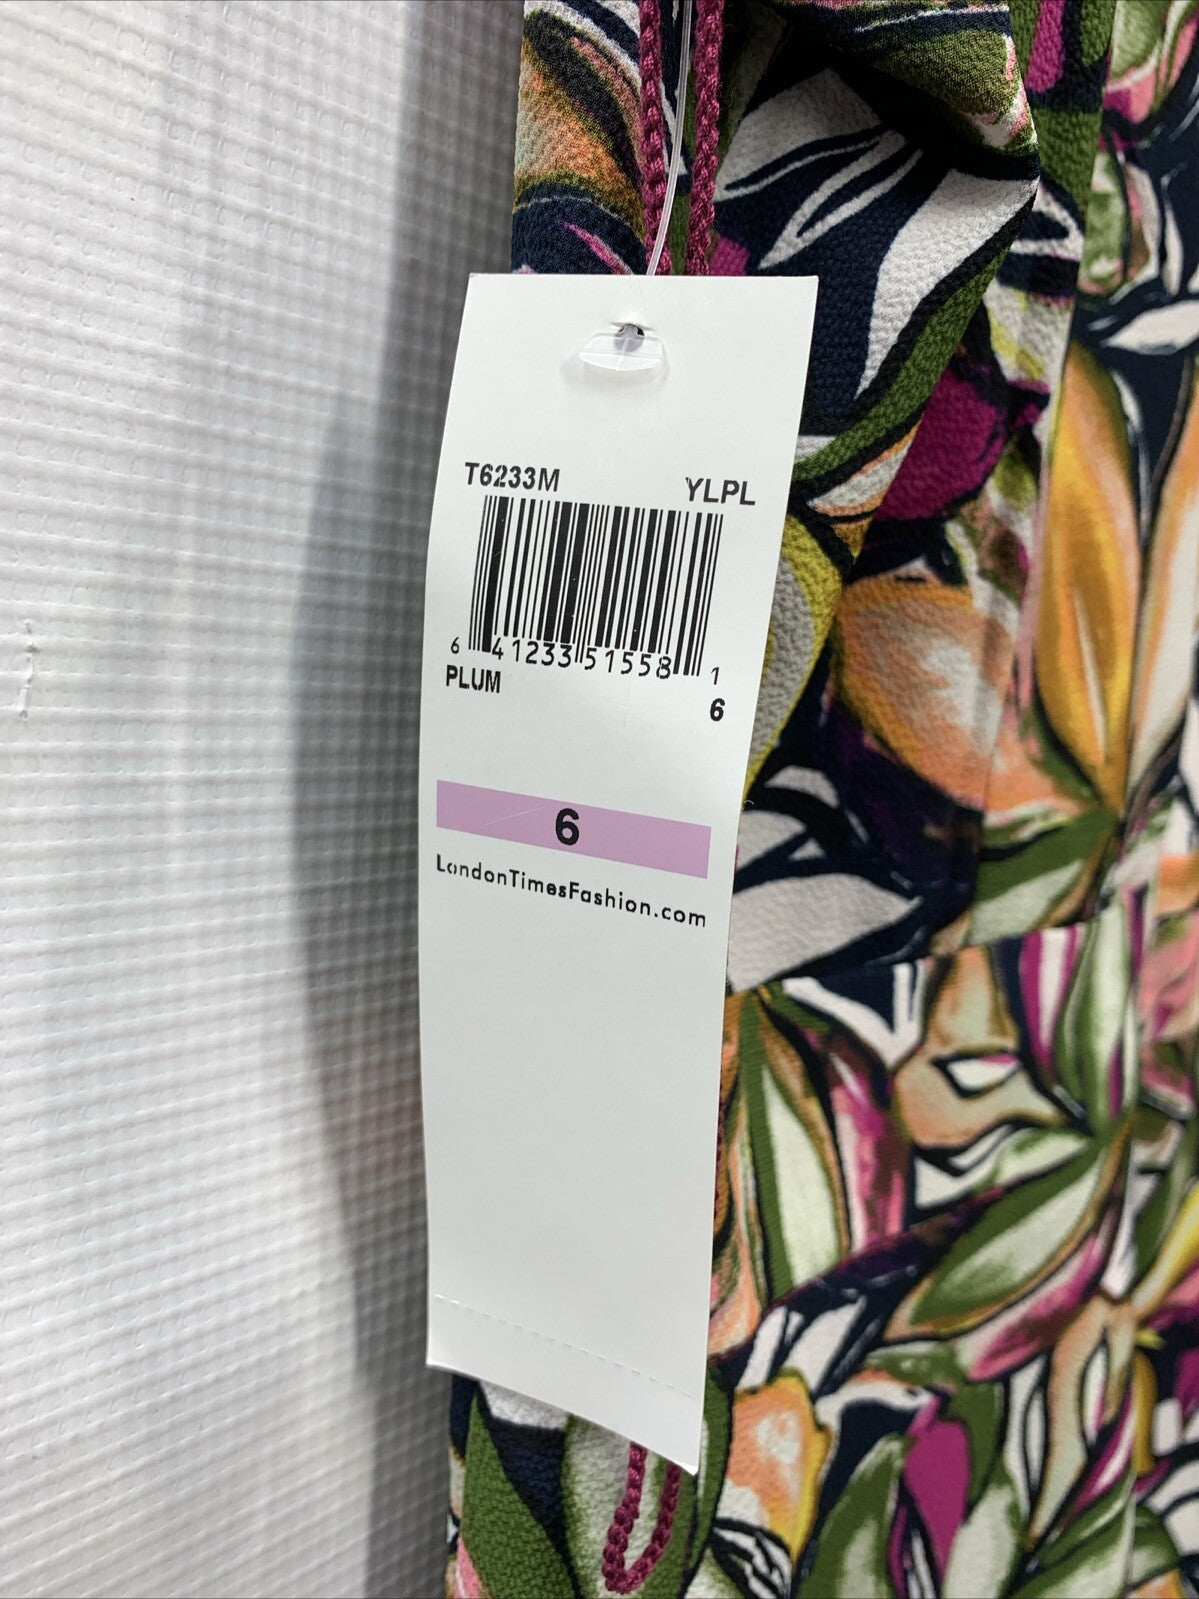 T6233M YLPL
6 41233 51558 1
PLUM 6
6
LondonTimesFashion.com